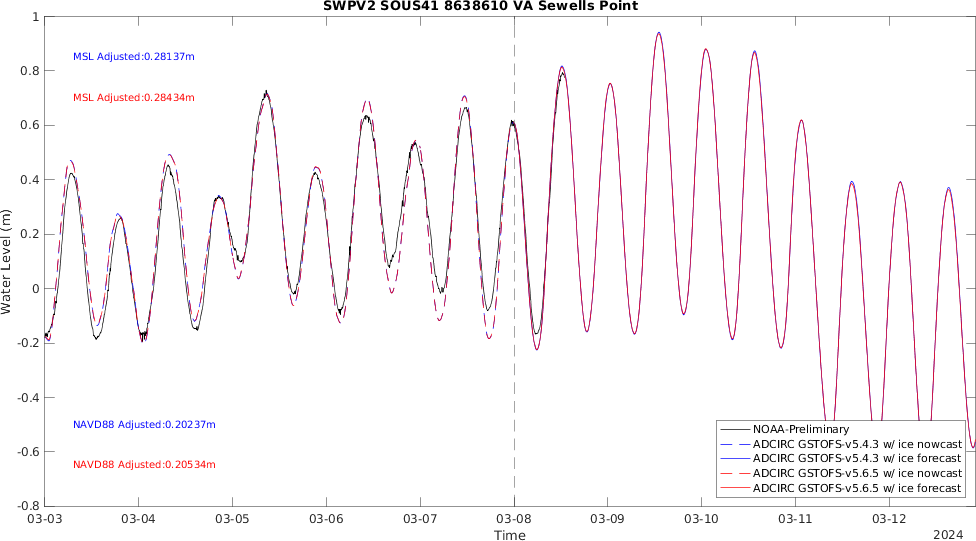 SWPV2 SOUS41 8638610 VA Sewells Point
1
0.8
0.6
0.4
0.2
0
-0.2
-0.4
-0.6
-0.8
Water Level (m)
MSL Adjusted:0.28137m
MSL Adjusted:0.28434m
NAVD88 Adjusted:0.20237m
NAVD88 Adjusted:0.20534m
NOAA-Preliminary
ADCIRC GSTOFS-v5.4.3 w/ ice nowcast
ADCIRC GSTOFS-v5.4.3 w/ ice forecast
ADCIRC GSTOFS-v5.6.5 w/ ice nowcast
ADCIRC GSTOFS-v5.6.5 w/ ice forecast
03-03 03-04 03-05 03-06 03-07 03-08 03-09 03-10 03-11 03-12
Time
2024